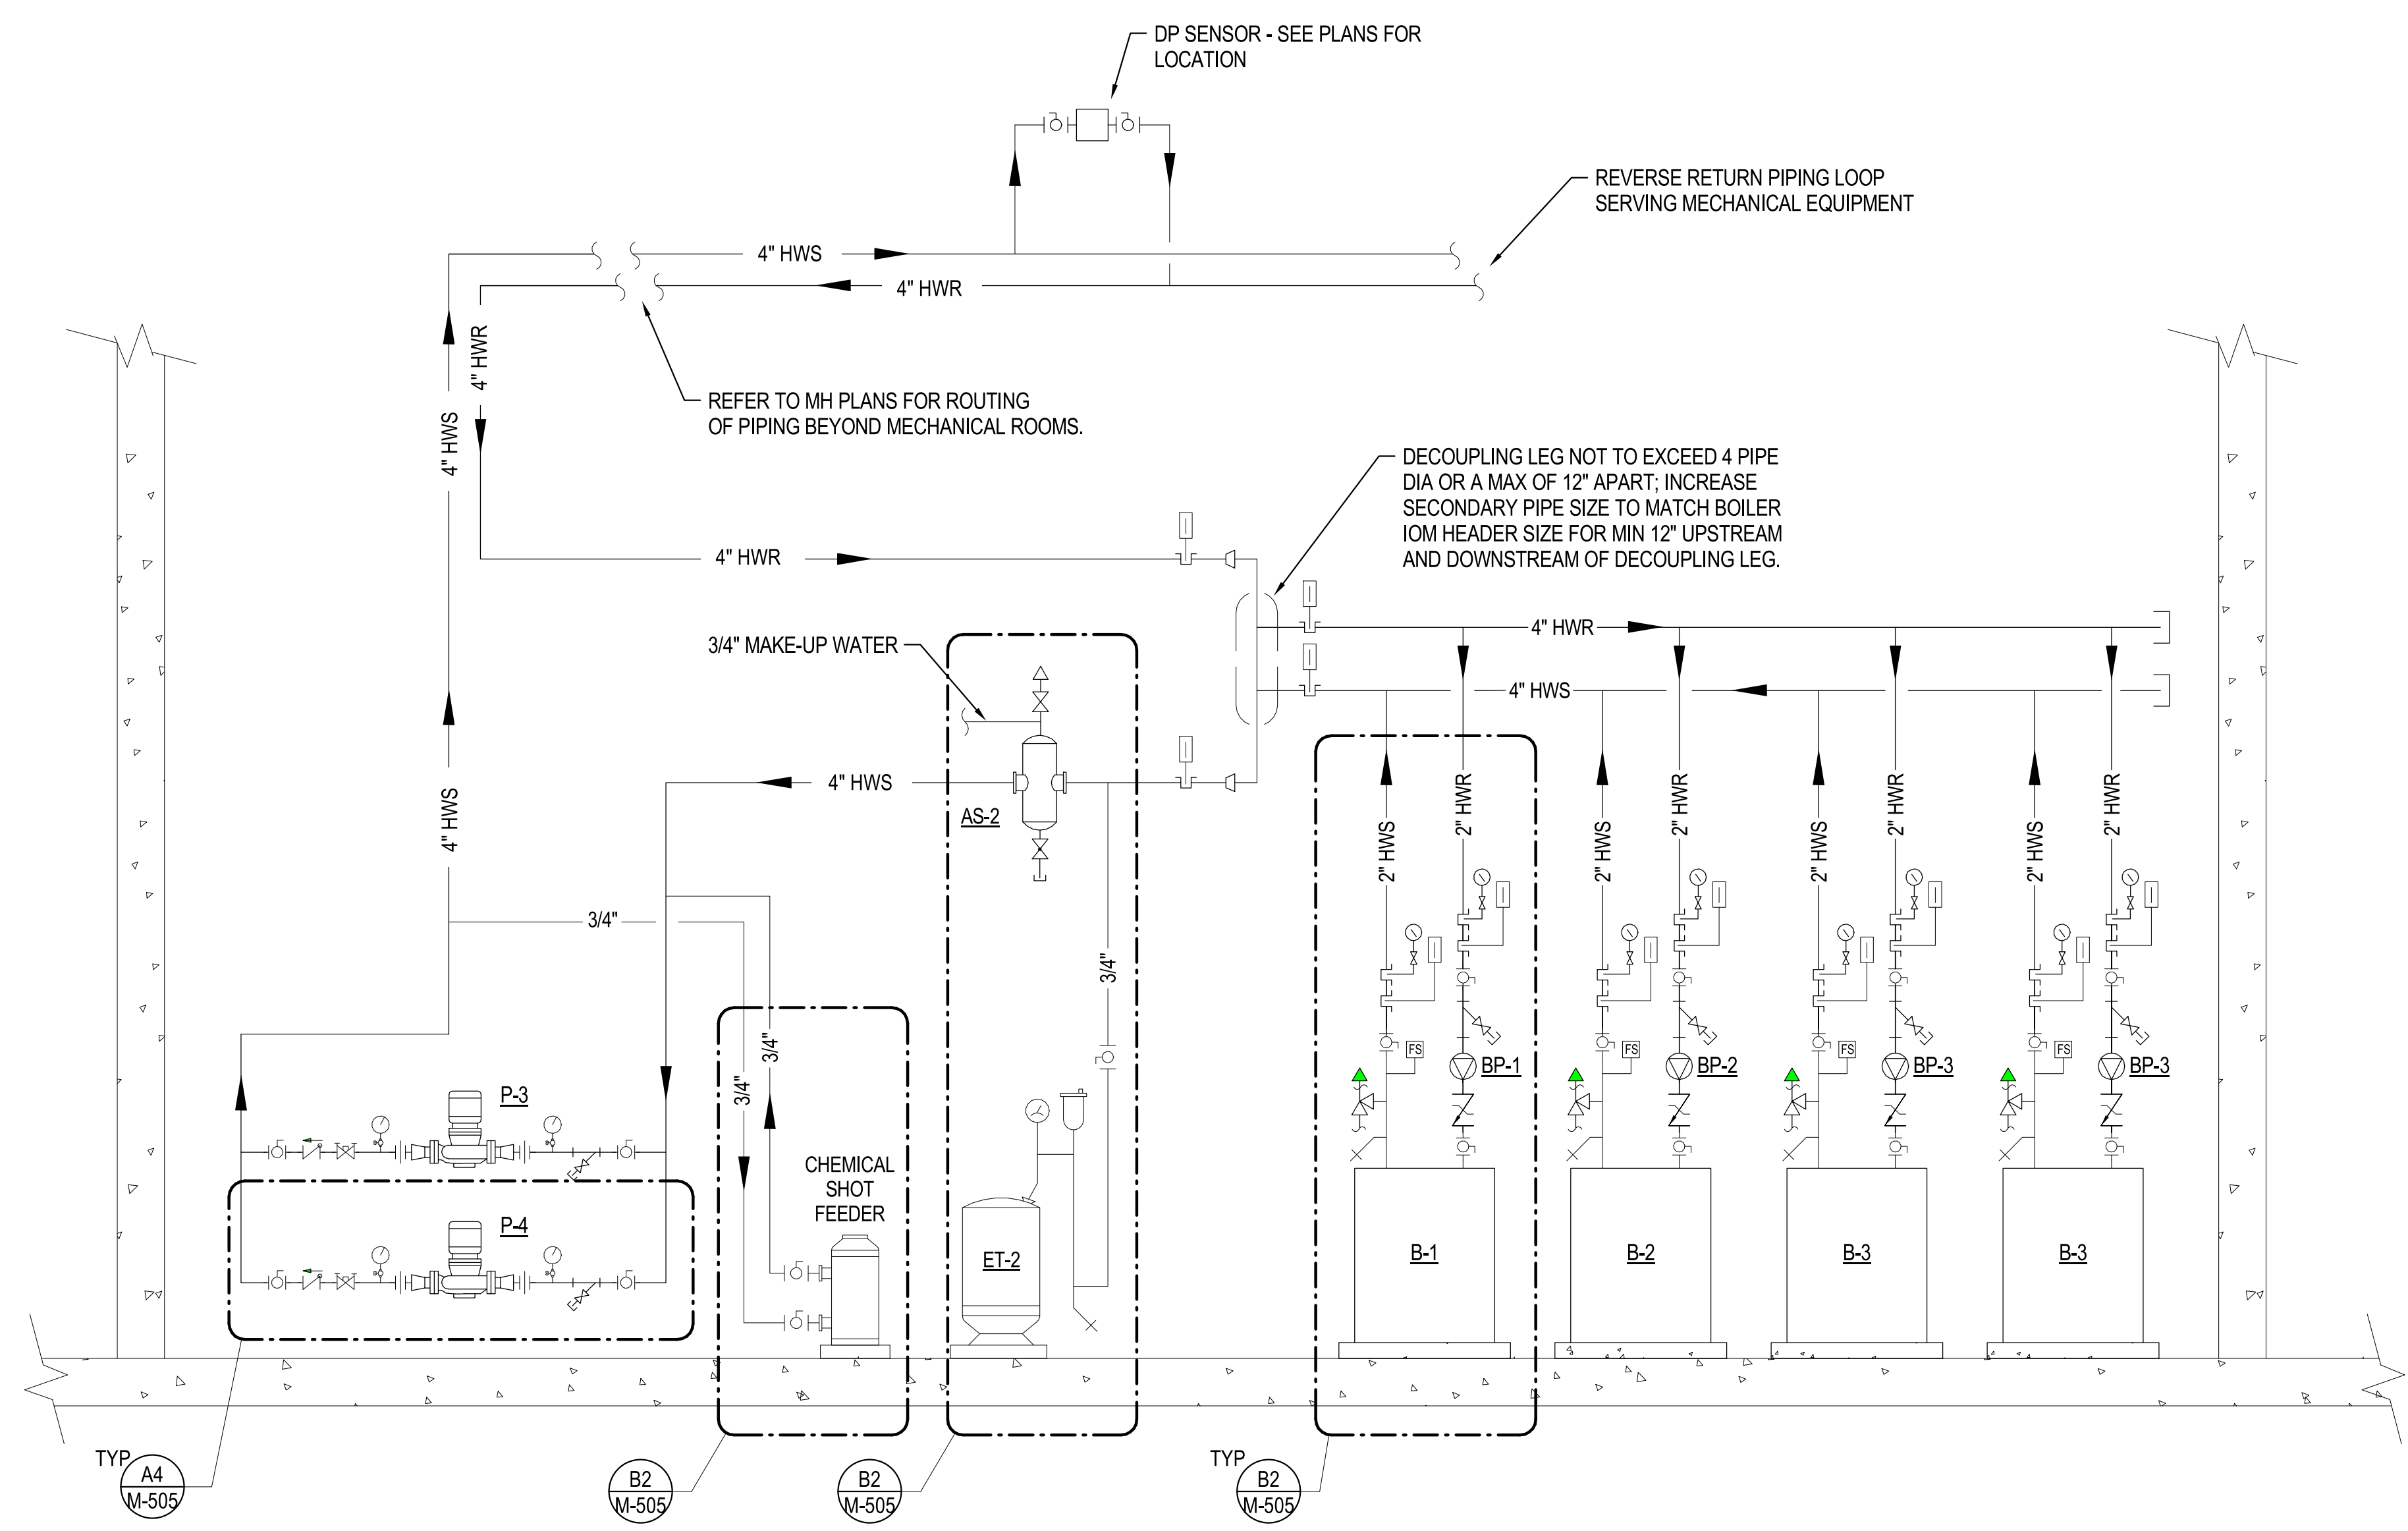 DP SENSOR - SEE PLANS FOR
LOCATION
REVERSE RETURN PIPING LOOP
SERVING MECHANICAL EQUIPMENT
4" HWS
4" HWR
4" HWR
4" HWS
REFER TO MH PLANS FOR ROUTING
OF PIPING BEYOND MECHANICAL ROOMS.
DECOUPLING LEG NOT TO EXCEED 4 PIPE
DIA OR A MAX OF 12" APART; INCREASE
SECONDARY PIPE SIZE TO MATCH BOILER
IOM HEADER SIZE FOR MIN 12" UPSTREAM
AND DOWNSTREAM OF DECOUPLING LEG.
4" HWR
4" HWR
3/4" MAKE-UP WATER
4" HWS
4" HWS
4" HWS
AS-2
2" HWS
2" HWR
2" HWS
2" HWR
2" HWS
2" HWR
2" HWS
2" HWR
3/4"
3/4"
3/4"
3/4"
FS
FS
FS
FS
BP-1
BP-2
BP-3
BP-3
P-3
CHEMICAL
SHOT
FEEDER
P-4
ET-2
B-1
B-2
B-3
B-3
TYP
A4
M-505
B2
M-505
B2
M-505
TYP
B2
M-505